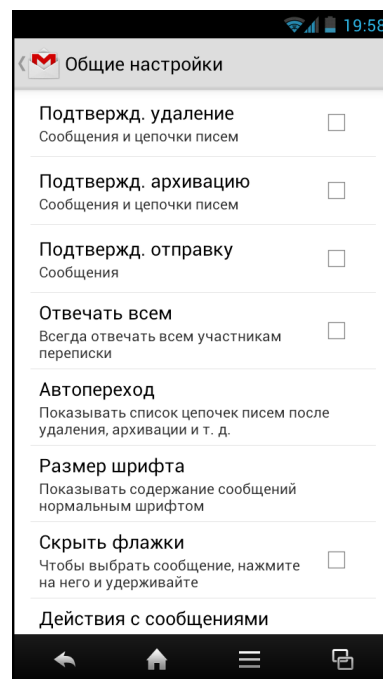 19:58
Общие настройки
Подтвержд. удаление
Сообщения и цепочки писем
Подтвержд. архивацию
Сообщения и цепочки писем
Подтвержд. отправку
Сообщения
Отвечать всем
Всегда отвечать всем участникам
переписки
Автопереход
Показывать список цепочек писем после
удаления, архивации и т. д.
Размер шрифта
Показывать содержание сообщений
нормальным шрифтом
Скрыть флажки
Чтобы выбрать сообщение, нажмите
на него и удерживайте
Действия с сообщениями